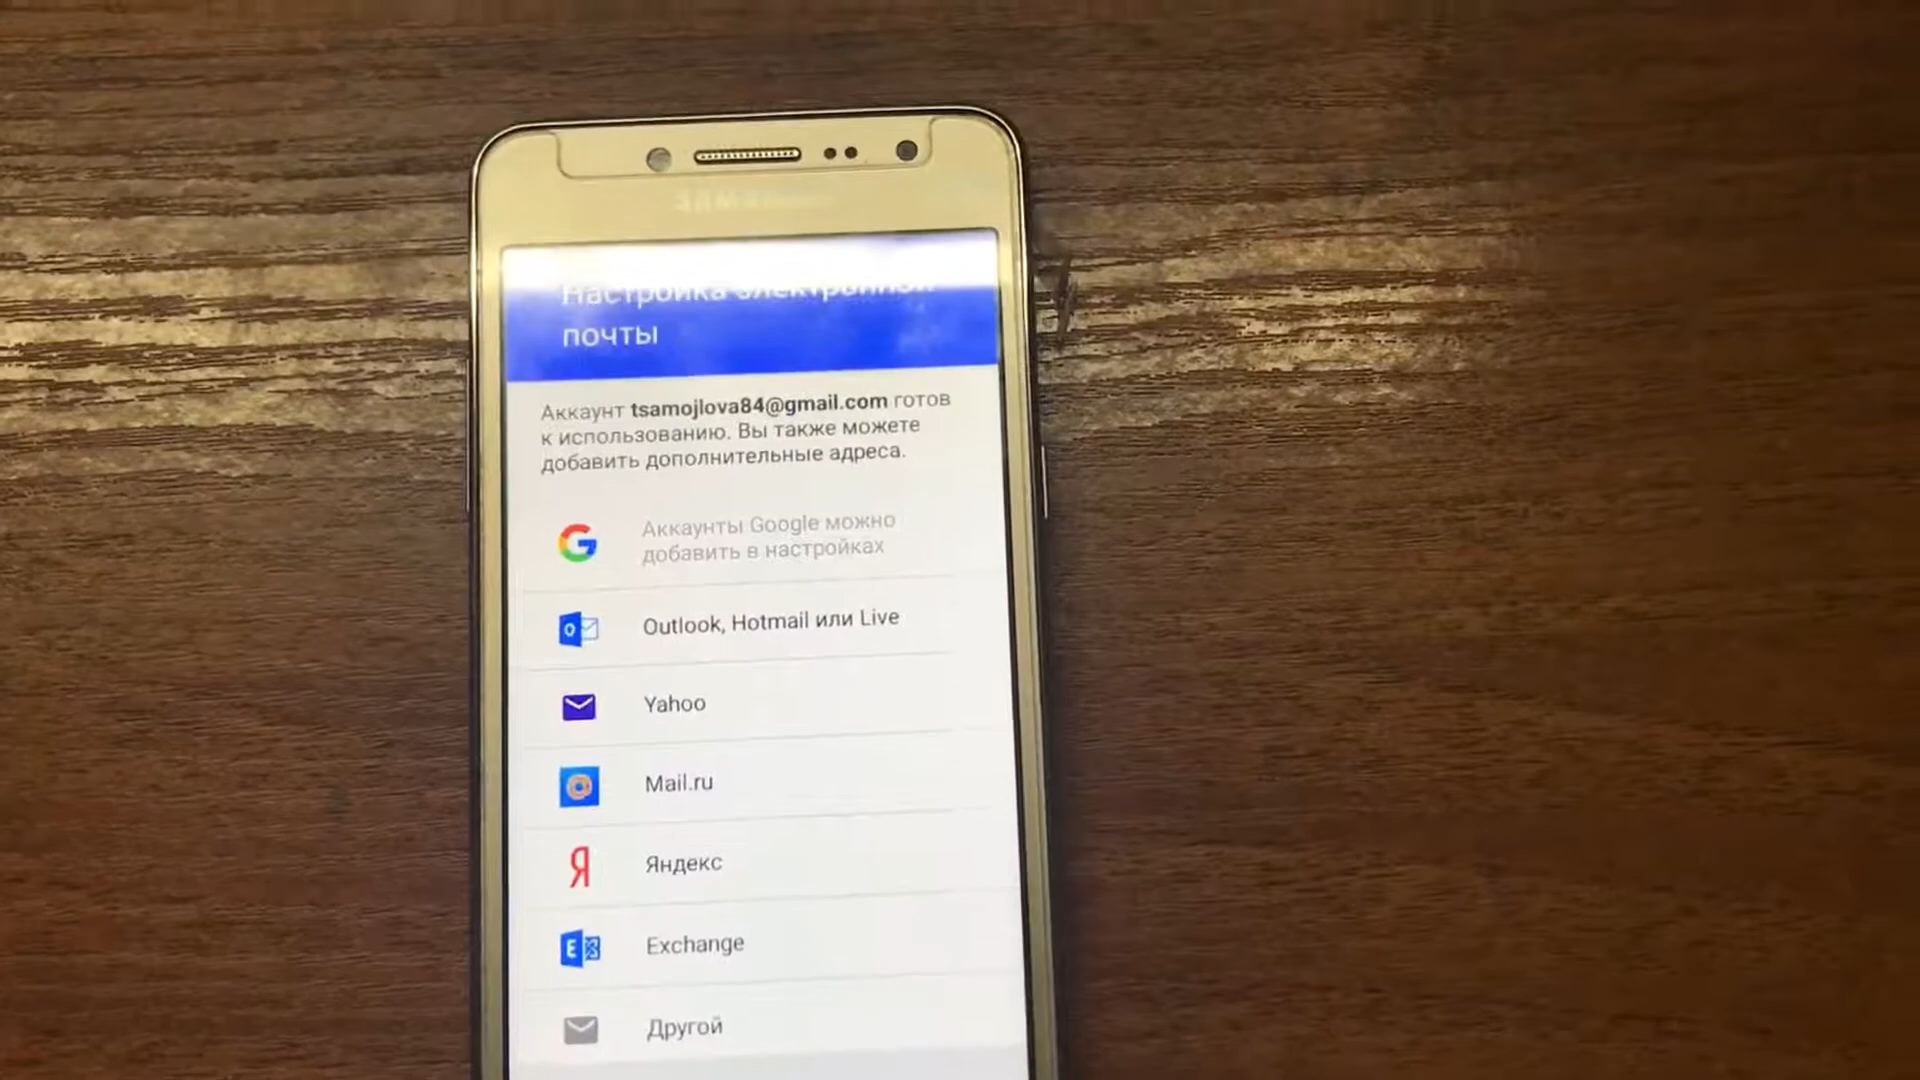 SAMSUNG
Настройка электронной
почты
Аккаунт tsamojlova84@gmail.com готов
к использованию. Вы также можете
добавить дополнительные адреса.
Аккаунты Google можно
добавить в настройках
Outlook, Hotmail или Live
Yahoo
Mail.ru
Яндекс
Exchange
Другой